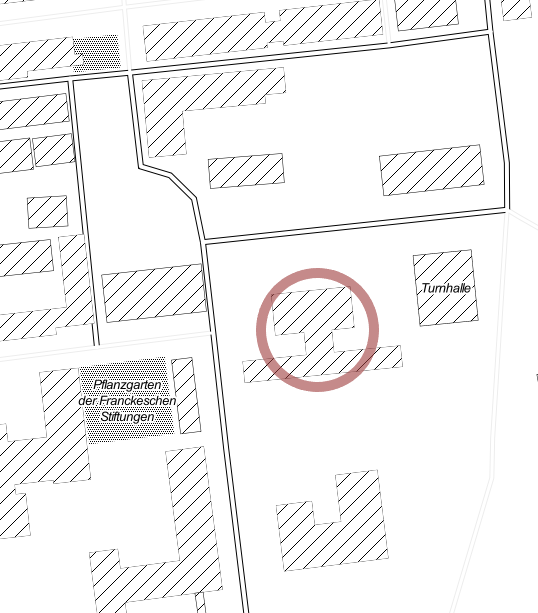 Turnhalle
Pflanzgarten
der Franckeschen
Stiftungen